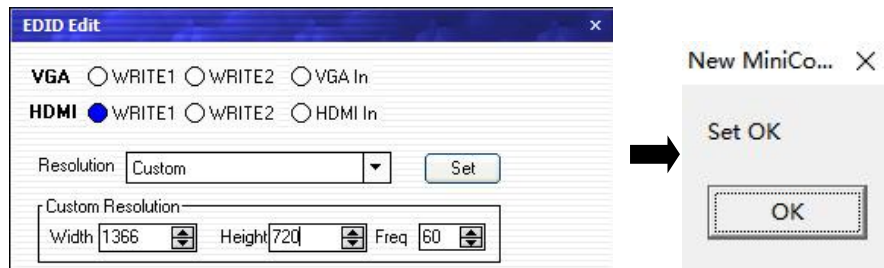 EDID Edit
VGA WRITE1 WRITE2 VGA In
HDMI WRITE1 WRITE2 HDMI In
Resolution Custom Set
Custom Resolution
Width 1366 Height 720 Freq 60
New MiniCo...
Set OK
OK